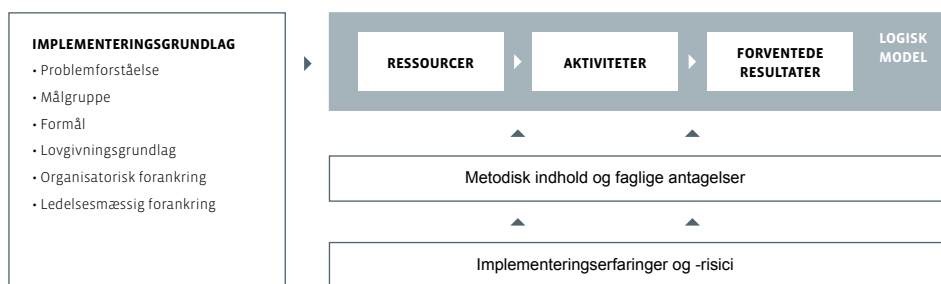 IMPLEMENTERINGSGRUNDLAG
• Problemforståelse
• Målgruppe
• Formål
• Lovgivningsgrundlag
• Organisatorisk forankring
• Ledelsesmæssig forankring
RESSOURCER
AKTIVITETER
FORVENTEDE
RESULTATER
LOGISK
MODEL
Metodisk indhold og faglige antagelser
Implementeringserfaringer og -risici